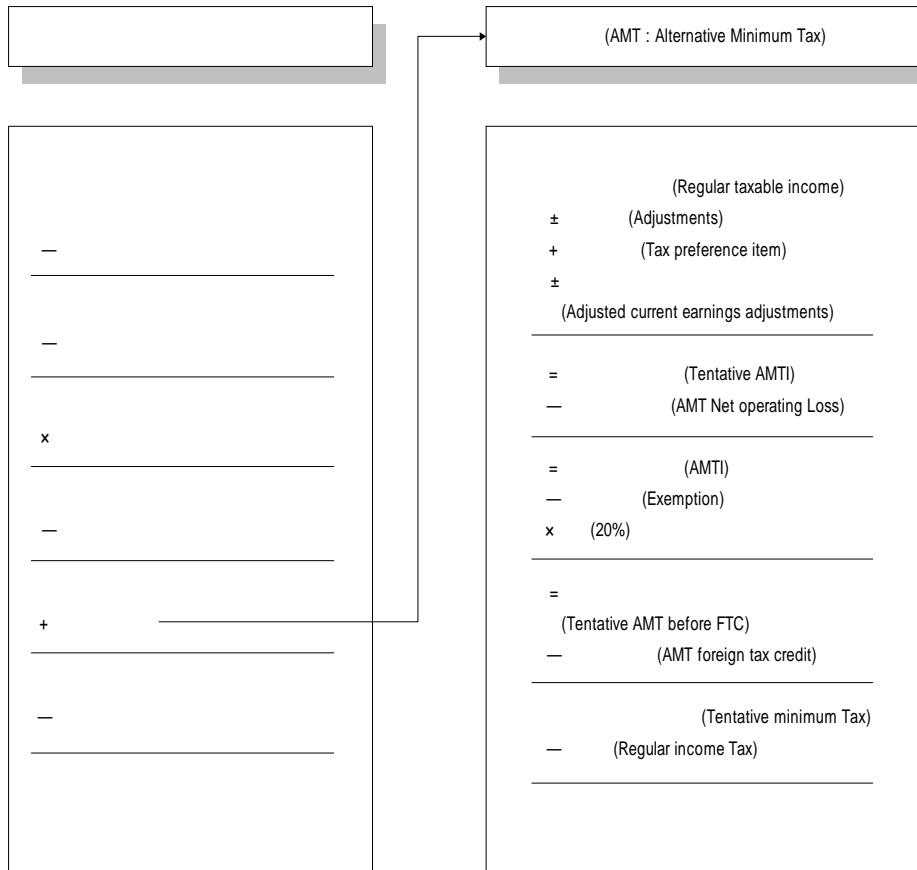 (AMT : Alternative Minimum Tax)
—
—
×
—
+
—
(Regular taxable income)
± (Adjustments)
+ (Tax preference item)
±
(Adjusted current earnings adjustments)
= (Tentative AMTI)
— (AMT Net operating Loss)
= (AMTI)
— (Exemption)
× (20%)
=
(Tentative AMT before FTC)
— (AMT foreign tax credit)
(Tentative minimum Tax)
— (Regular income Tax)